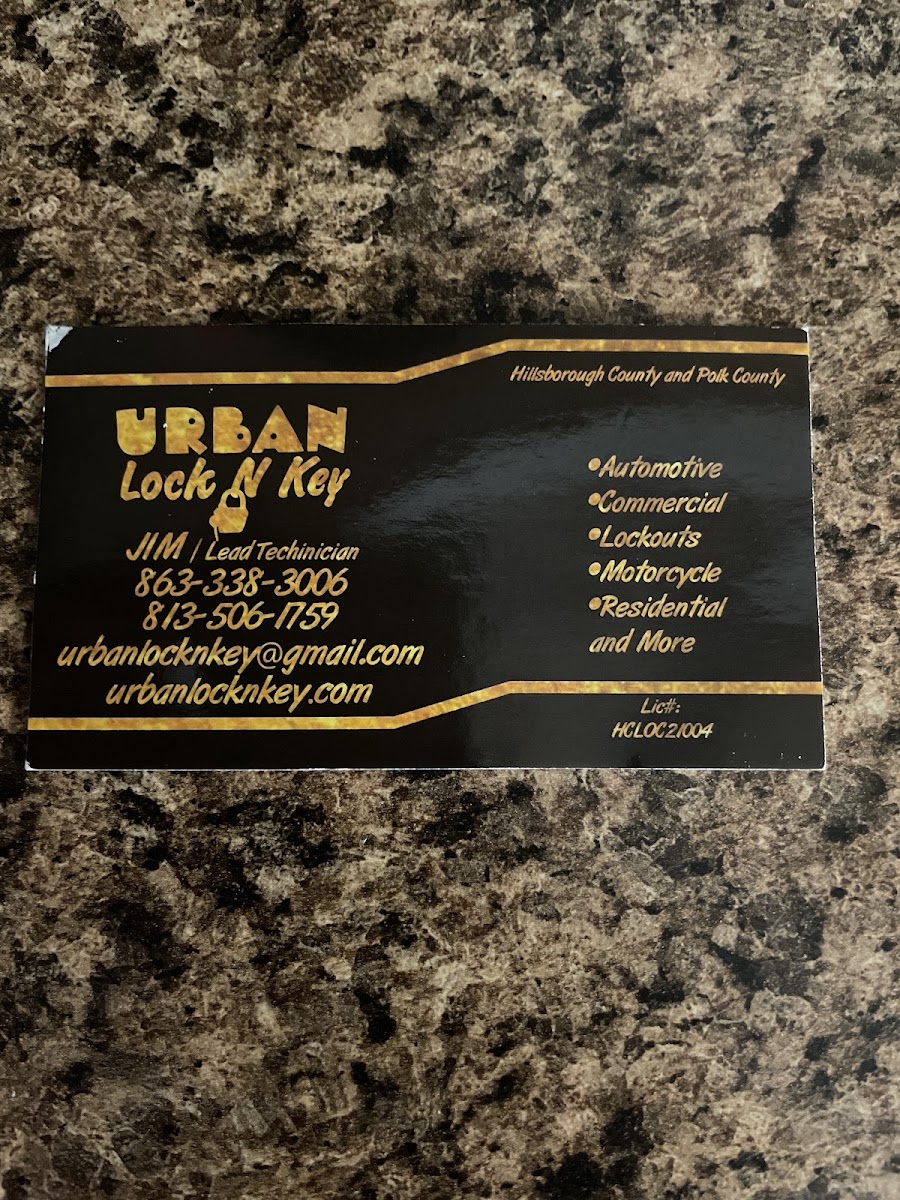 Hillsborough County and Polk County
URBAN
Lock N Key
JIM / Lead Techinician
863-338-3006
813-506-1759
urbanlocknkey@gmail.com
urbanlocknkey.com
•Automotive
•Commercial
•Lockouts
•Motorcycle
•Residential
and More
Lic#:
HCLOC21004